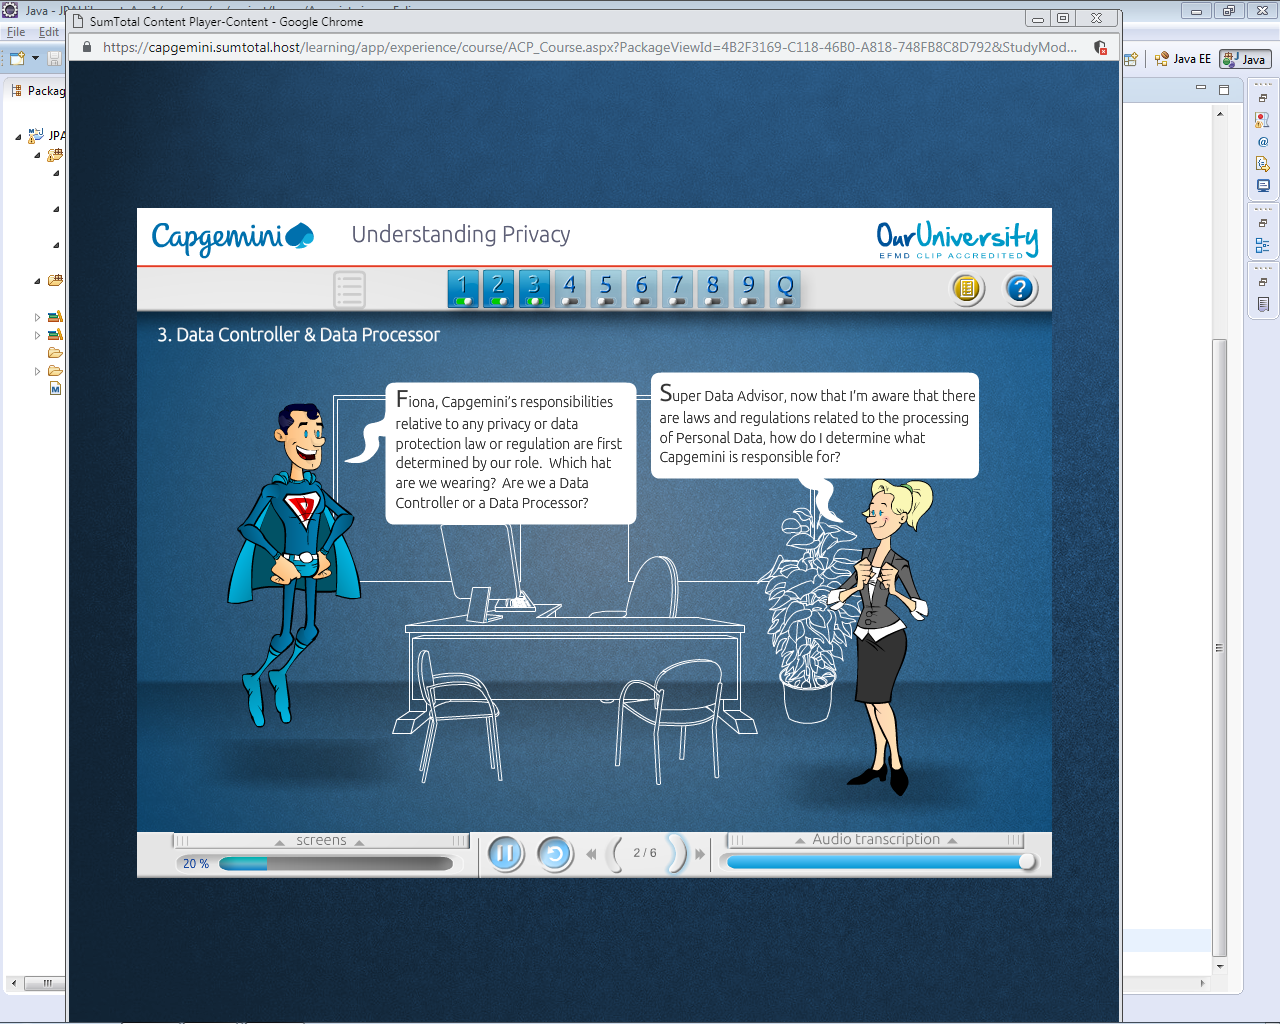 Java - JPA
SumTotal Content Player-Content - Google Chrome
File Edit
https://capgemini.sumtotal.host/learning/app/experience/course/ACP_Course.aspx?PackageViewId=4B2F3169-C118-46B0-A818-748FB8C8D792&StudyMod...
Java EE
Java
Packag
JPA
Capgemini
Understanding Privacy
OurUniversity
EFMD CLIP ACCREDITED
1 2 3 4 5 6 7 8 9 Q
?
3. Data Controller & Data Processor
Fiona, Capgemini's responsibilities
relative to any privacy or data
protection law or regulation are first
determined by our role. Which hat
are we wearing? Are we a Data
Controller or a Data Processor?
Super Data Advisor, now that I'm aware that there
are laws and regulations related to the processing
of Personal Data, how do I determine what
Capgemini is responsible for?
D
screens
20 %
2 / 6
Audio transcription